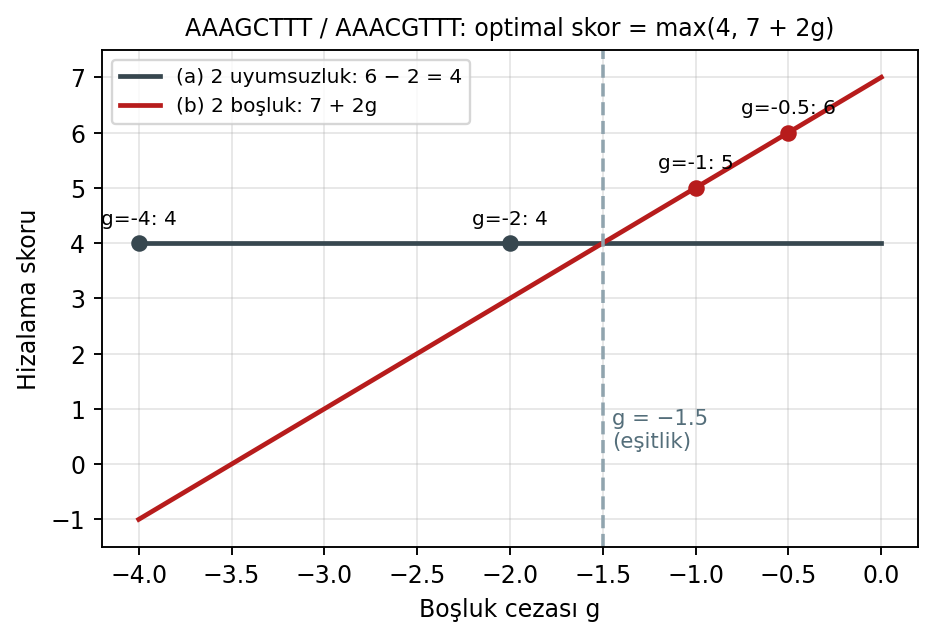 AAAGCTTT / AAACGTTT: optimal skor = max(4, 7 + 2g)
(a) 2 uyumsuzluk: 6 − 2 = 4
(b) 2 boşluk: 7 + 2g
g=-0.5: 6
g=-1: 5
g=-4: 4
g=-2: 4
g = −1.5
(eşitlik)
Hizalama skoru
7
6
5
4
3
2
1
0
−1
−4.0 −3.5 −3.0 −2.5 −2.0 −1.5 −1.0 −0.5 0.0
Boşluk cezası g